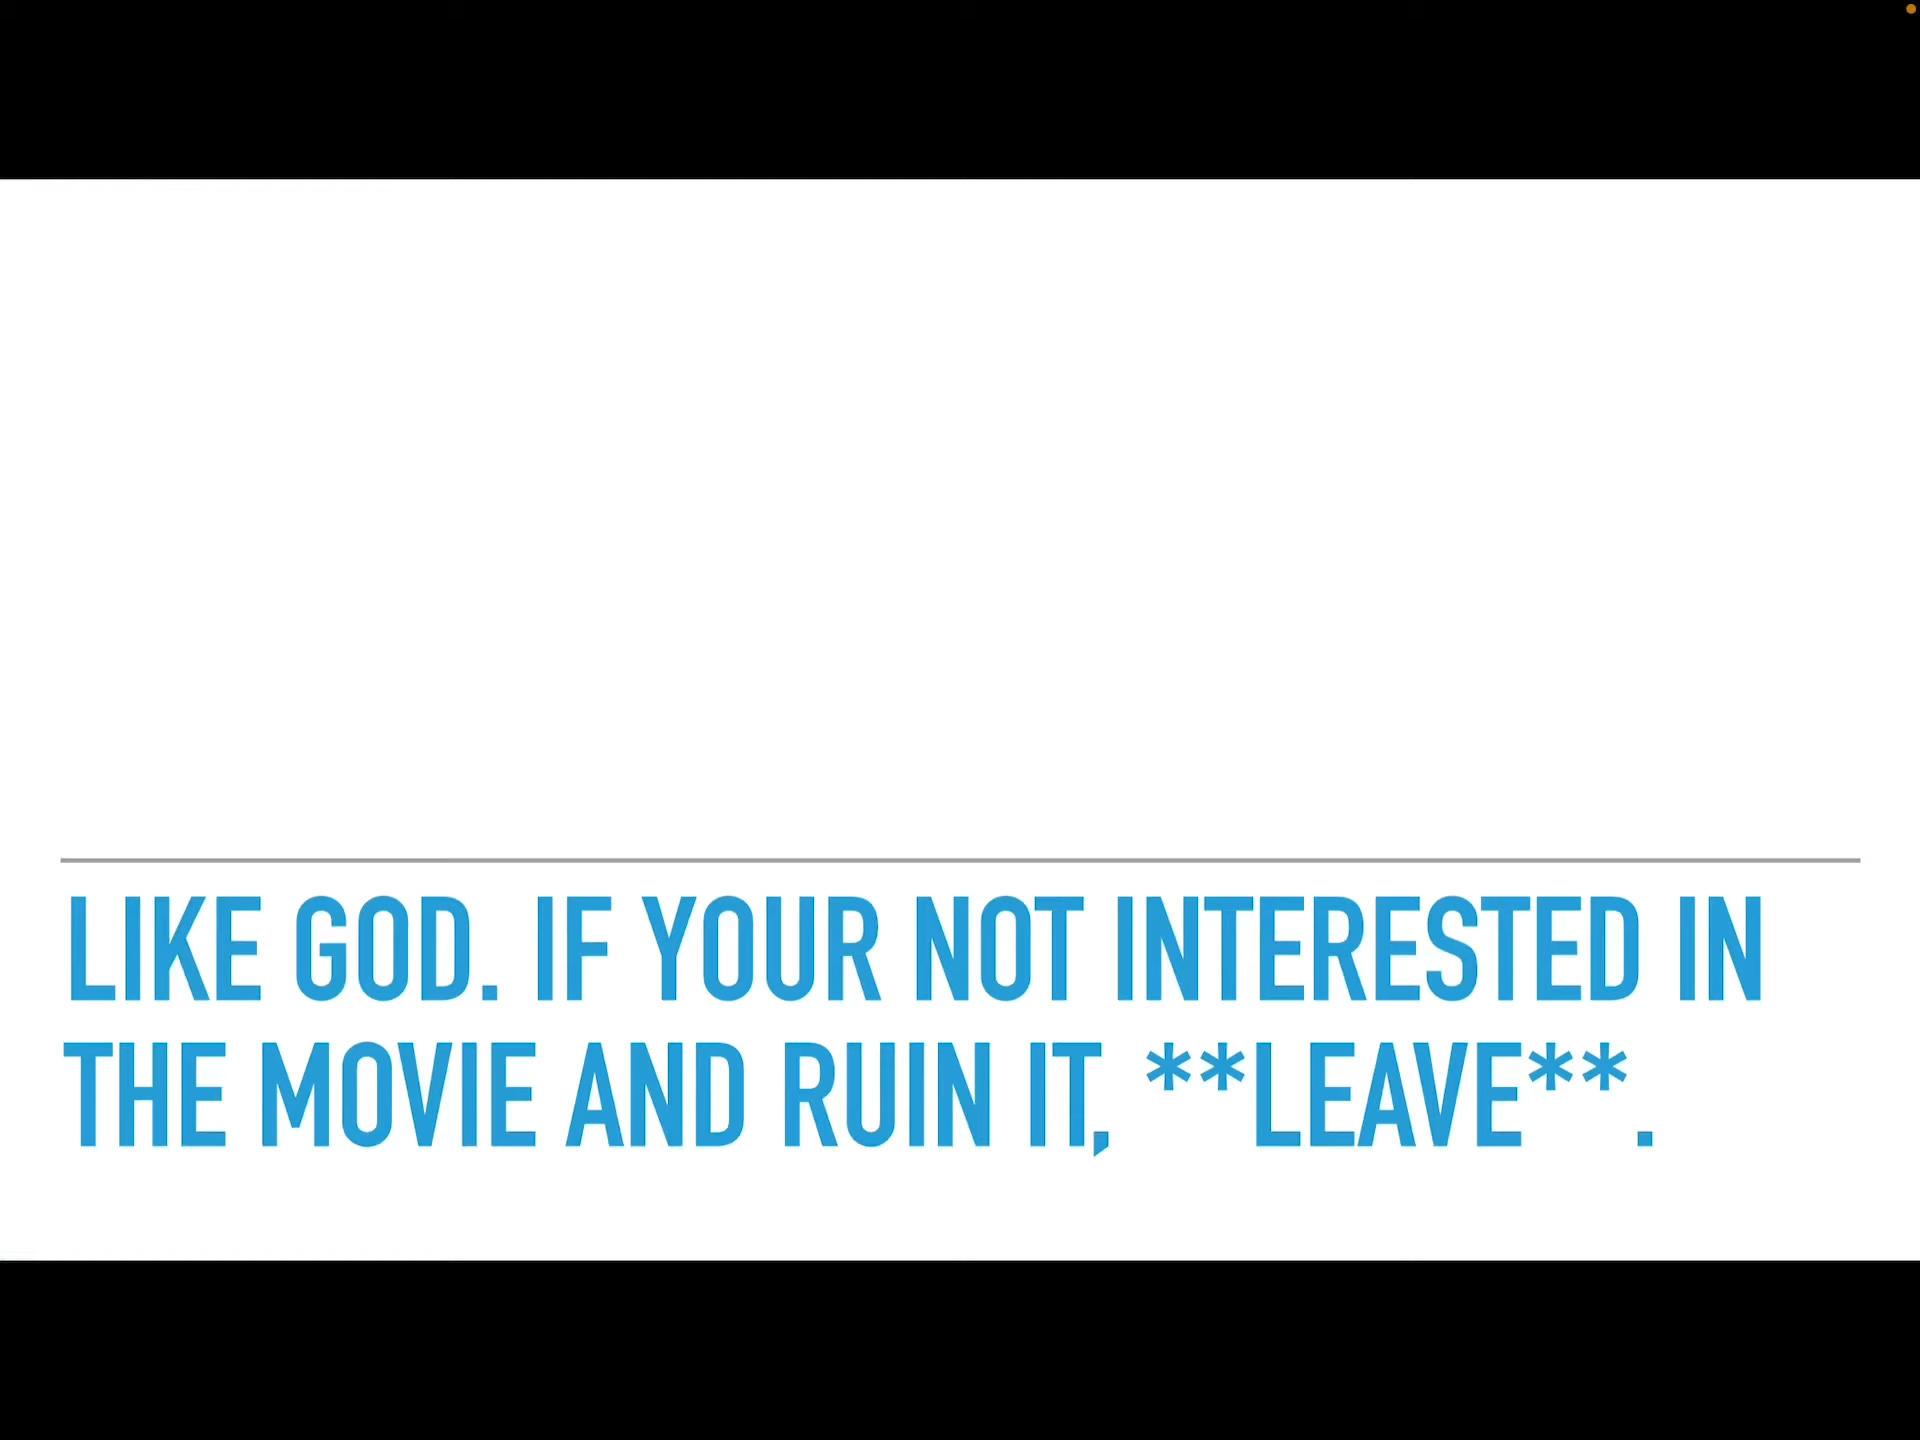 LIKE GOD. IF YOUR NOT INTERESTED IN
THE MOVIE AND RUIN IT, **LEAVE**.